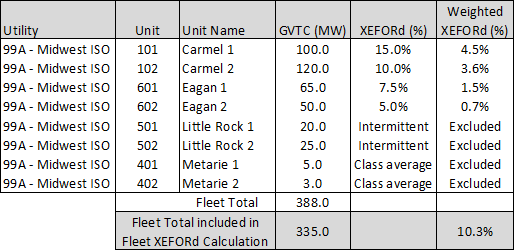 Utility Unit Unit Name GVTC (MW) XEFORd (%) Weighted XEFORd (%)
99A - Midwest ISO 101 Carmel 1 100.0 15.0% 4.5%
99A - Midwest ISO 102 Carmel 2 120.0 10.0% 3.6%
99A - Midwest ISO 601 Eagan 1 65.0 7.5% 1.5%
99A - Midwest ISO 602 Eagan 2 50.0 5.0% 0.7%
99A - Midwest ISO 501 Little Rock 1 20.0 Intermittent Excluded
99A - Midwest ISO 502 Little Rock 2 25.0 Intermittent Excluded
99A - Midwest ISO 401 Metarie 1 5.0 Class average Excluded
99A - Midwest ISO 402 Metarie 2 3.0 Class average Excluded
Fleet Total 388.0
Fleet Total included in
Fleet XEFORd Calculation 335.0 10.3%